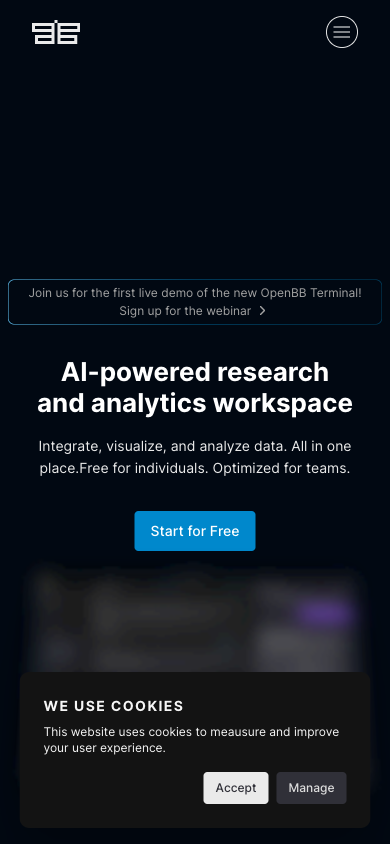 Join us for the first live demo of the new OpenBB Terminal!
Sign up for the webinar
AI-powered research
and analytics workspace
Integrate, visualize, and analyze data. All in one
place.Free for individuals. Optimized for teams.
Start for Free
WE USE COOKIES
This website uses cookies to meausure and improve
your user experience.
Accept
Manage